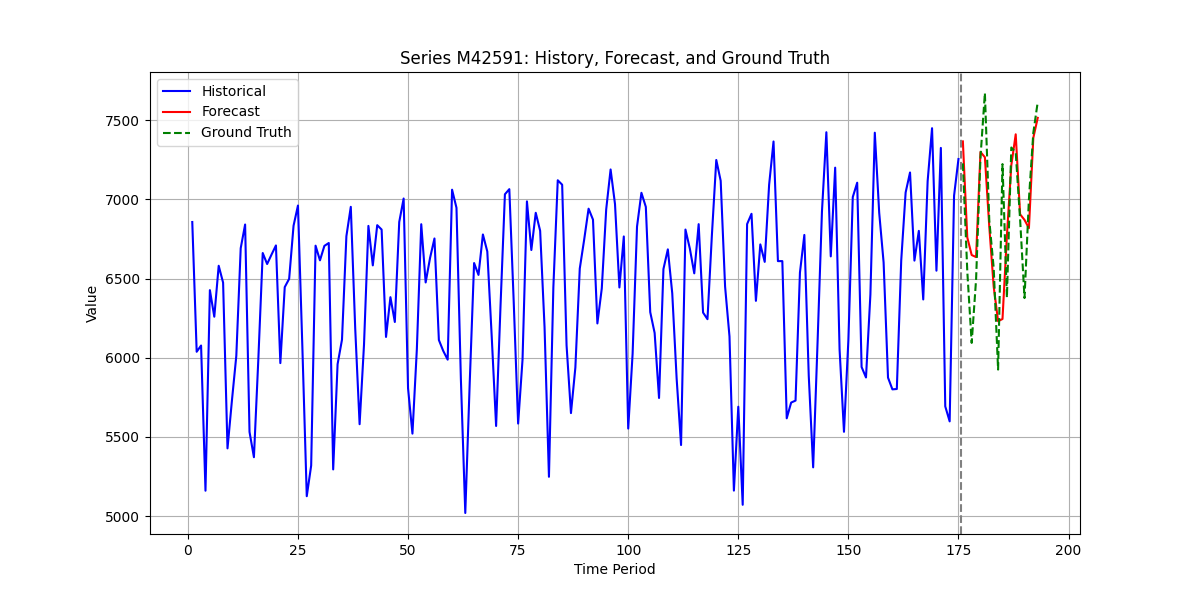 Series M42591: History, Forecast, and Ground Truth
Historical
Forecast
Ground Truth
7500
7000
6500
6000
5500
5000
Value
0 25 50 75 100 125 150 175 200
Time Period